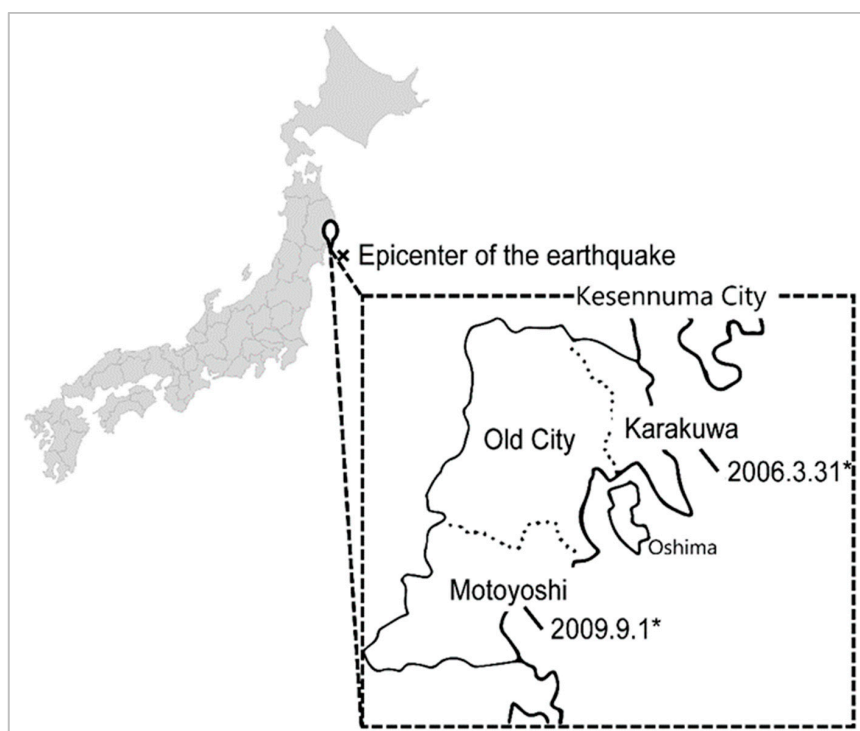 × Epicenter of the earthquake
Kesennuma City
Old City
Karakuwa
2006.3.31*
Oshima
Motoyoshi
2009.9.1*